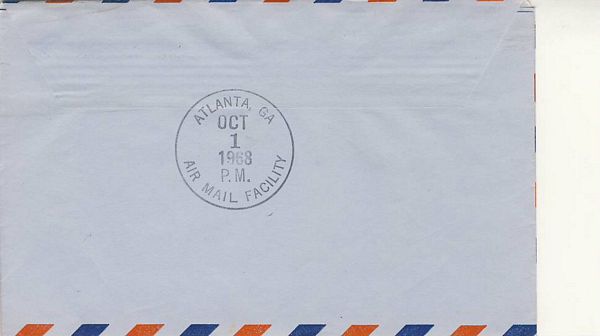 ATLANTA, GA
OCT
1
1968
P.M.
AIR MAIL FACILITY